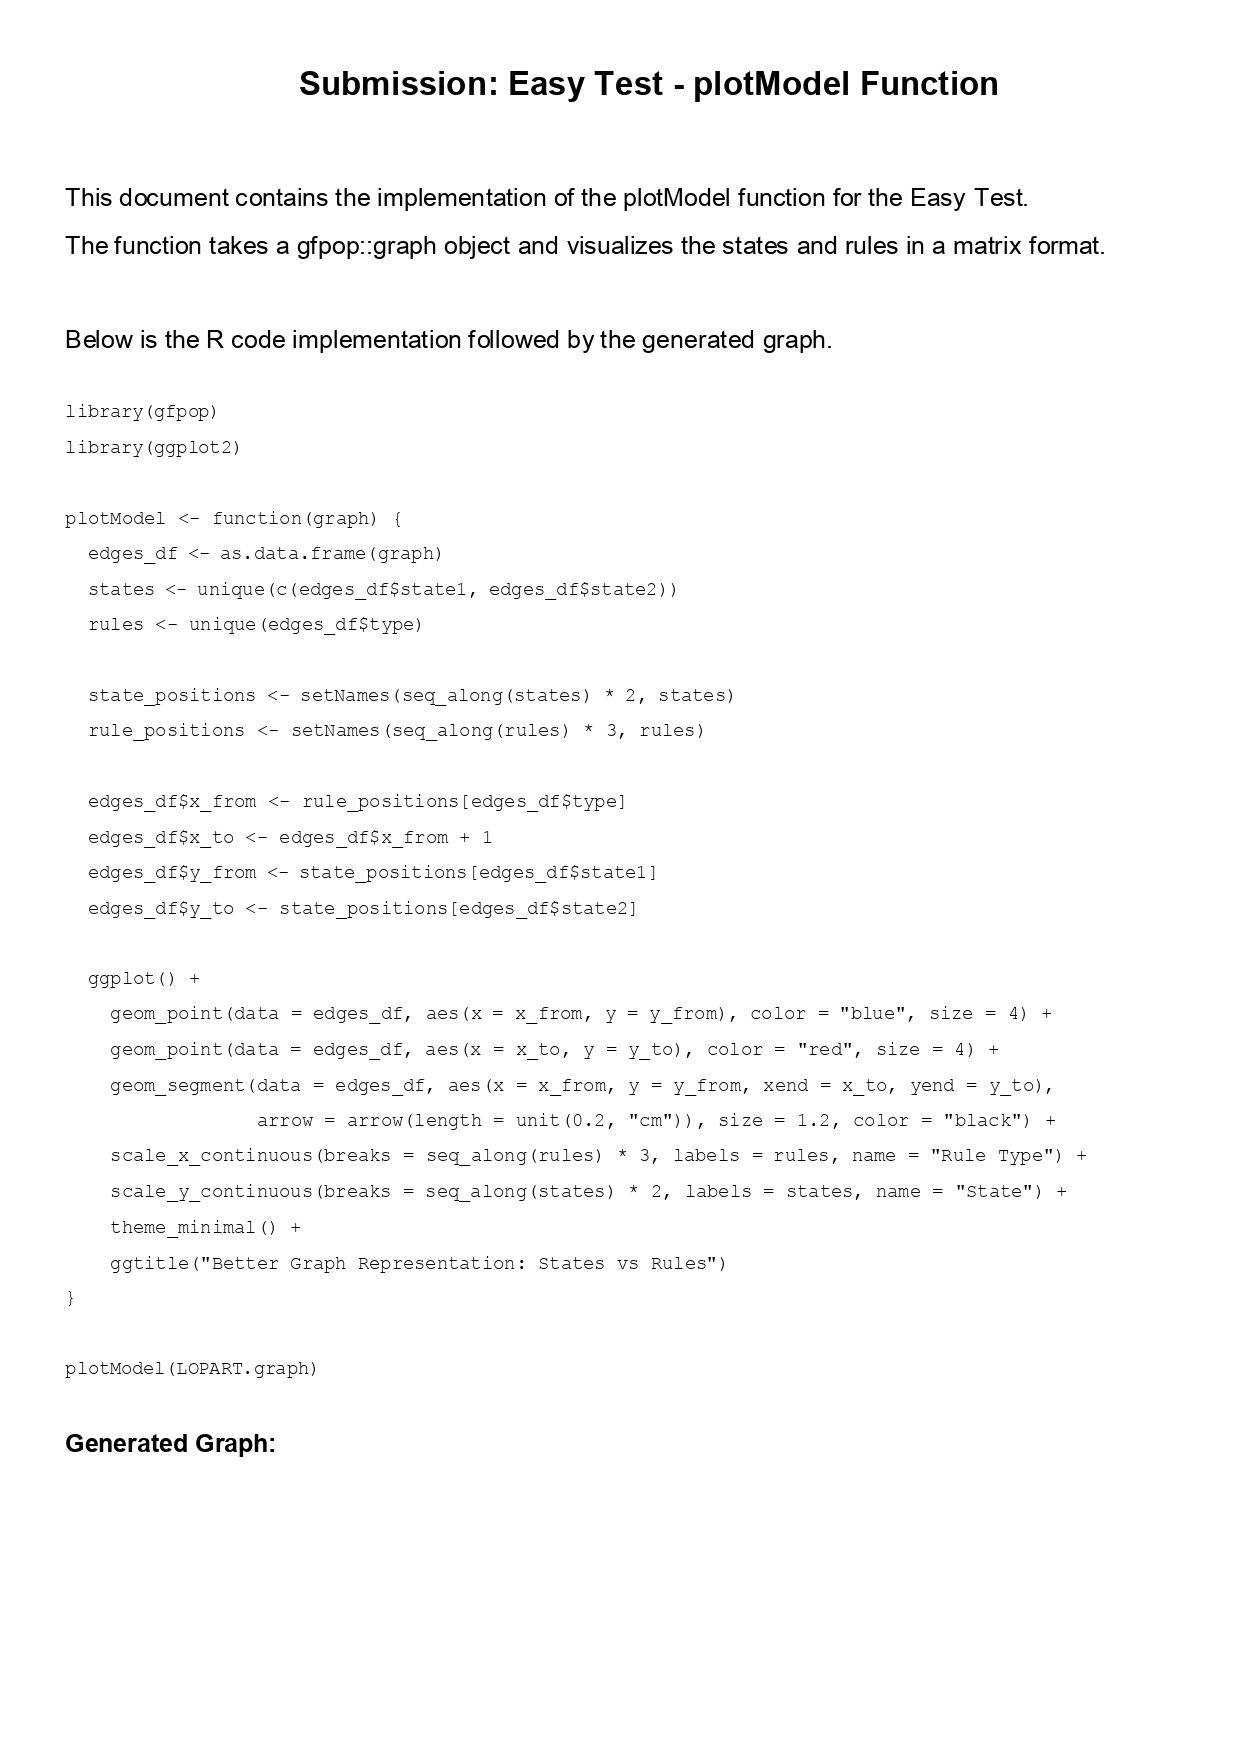 Submission: Easy Test - plotModel Function
This document contains the implementation of the plotModel function for the Easy Test.
The function takes a gfpop::graph object and visualizes the states and rules in a matrix format.
Below is the R code implementation followed by the generated graph.
library(gfpop)
library(ggplot2)
plotModel <- function(graph) {
  edges_df <- as.data.frame(graph)
  states <- unique(c(edges_df$state1, edges_df$state2))
  rules <- unique(edges_df$type)
  state_positions <- setNames(seq_along(states) * 2, states)
  rule_positions <- setNames(seq_along(rules) * 3, rules)
  edges_df$x_from <- rule_positions[edges_df$type]
  edges_df$x_to <- edges_df$x_from + 1
  edges_df$y_from <- state_positions[edges_df$state1]
  edges_df$y_to <- state_positions[edges_df$state2]
  ggplot() +
    geom_point(data = edges_df, aes(x = x_from, y = y_from), color = "blue", size = 4) +
    geom_point(data = edges_df, aes(x = x_to, y = y_to), color = "red", size = 4) +
    geom_segment(data = edges_df, aes(x = x_from, y = y_from, xend = x_to, yend = y_to),
                 arrow = arrow(length = unit(0.2, "cm")), size = 1.2, color = "black") +
    scale_x_continuous(breaks = seq_along(rules) * 3, labels = rules, name = "Rule Type") +
    scale_y_continuous(breaks = seq_along(states) * 2, labels = states, name = "State") +
    theme_minimal() +
    ggtitle("Better Graph Representation: States vs Rules")
}
plotModel(LOPART.graph)
Generated Graph: